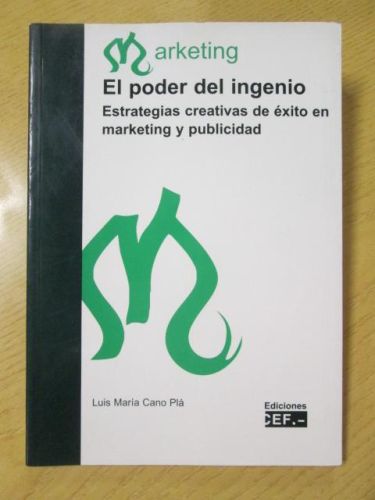 Marketing
El poder del ingenio
Estrategias creativas de éxito en
marketing y publicidad
Luis María Cano Plá
Ediciones
CEF.-